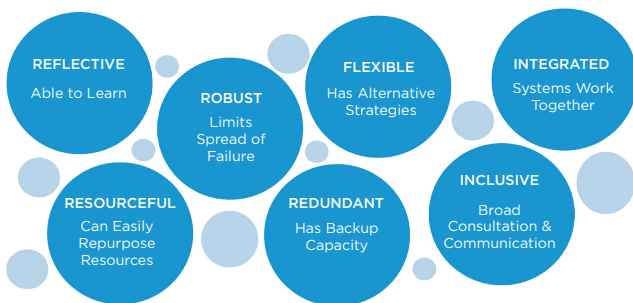 REFLECTIVE
Able to Learn
ROBUST
Limits
Spread of
Failure
FLEXIBLE
Has Alternative
Strategies
INTEGRATED
Systems Work
Together
RESOURCEFUL
Can Easily
Repurpose
Resources
REDUNDANT
Has Backup
Capacity
INCLUSIVE
Broad
Consultation &
Communication